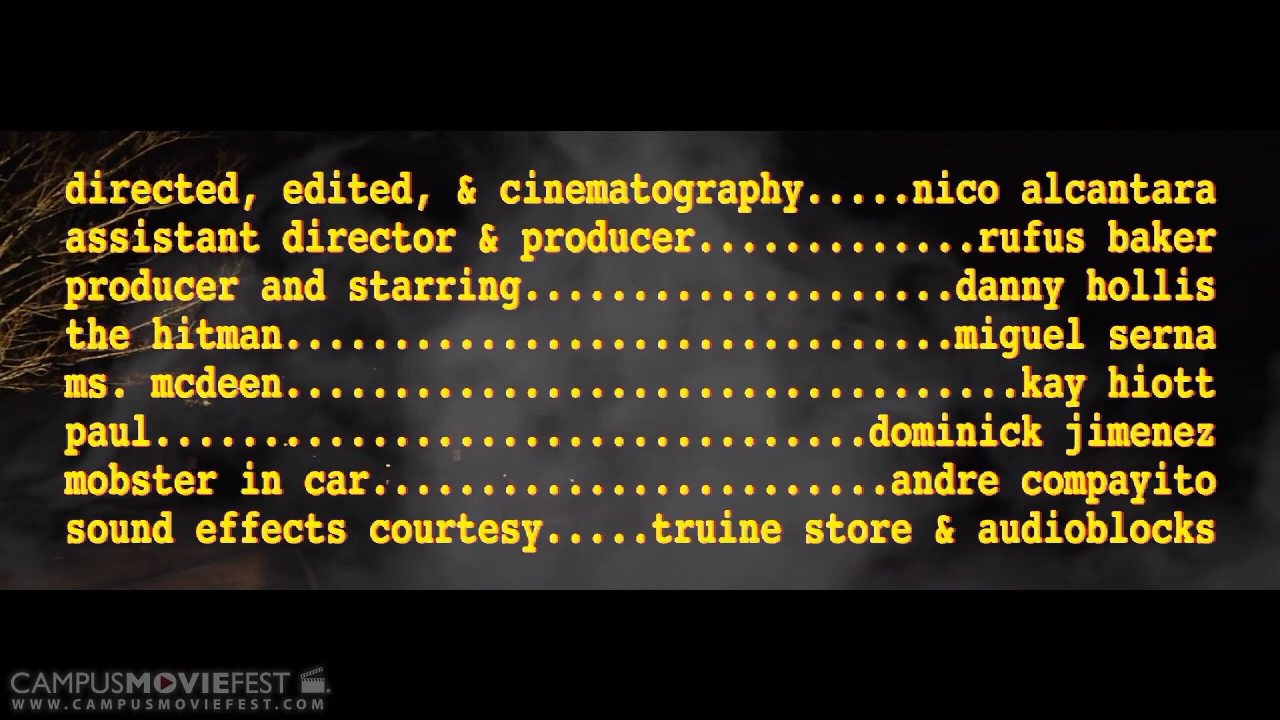 directed, edited, & cinematography.....nico alcantara
assistant director & producer.............rufus baker
producer and starring....................danny hollis
the hitman...............................miguel serna
ms. mcdeen..................................kay hiott
paul.................................dominick jimenez
mobster in car........................andre compayito
sound effects courtesy.....truine store & audioblocks
CAMPUSMOVIEFEST
WWW.CAMPUSMOVIEFEST.COM